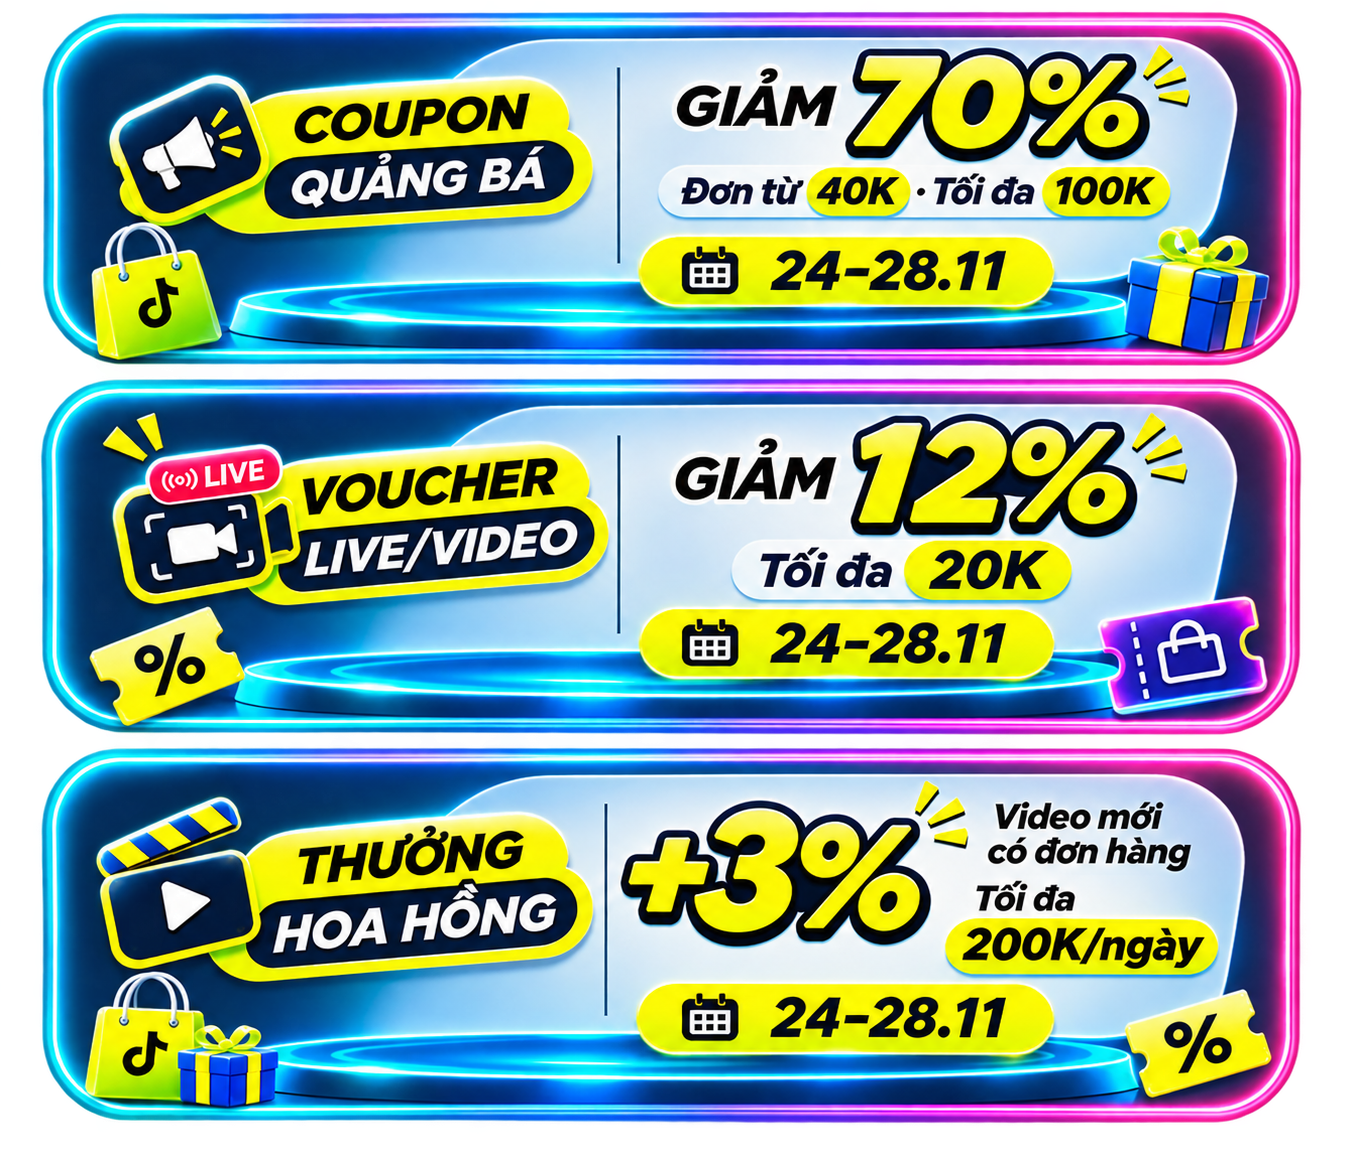 COUPON
QUẢNG BÁ
GIẢM 70%
Đơn từ 40K · Tối đa 100K
24-28.11
LIVE
VOUCHER
LIVE/VIDEO
GIẢM 12%
Tối đa 20K
24-28.11
%
THƯỞNG
HOA HỒNG
+3%
Video mới
có đơn hàng
Tối đa
200K/ngày
24-28.11
%